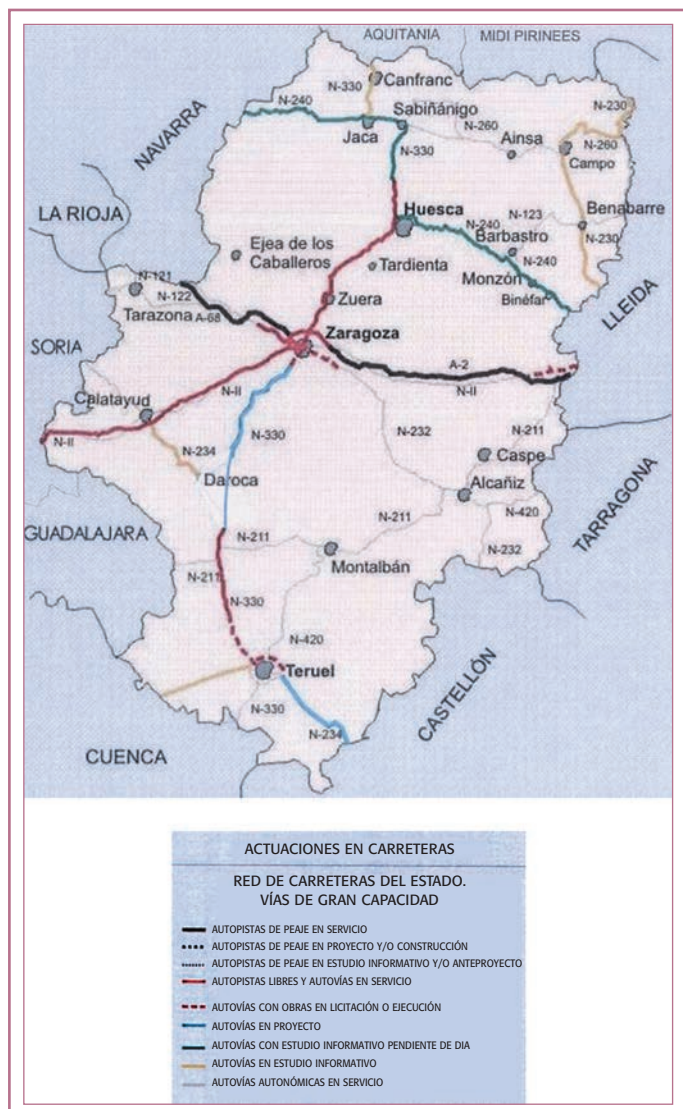 AQUITANIA
MIDI PIRINEES
N-330
Canfranc
N-240
Sabiñánigo
N-230
NAVARRA
Jaca
N-260
Ainsa
N-260
N-330
Campo
LA RIOJA
Huesca
N-123
Benabarre
N-240
Ejea de los
Caballeros
Barbastro
N-230
Tardienta
N-240
N-121
Monzón
N-122
Zuera
Binéfar
LLEIDA
Tarazona
A-68
Zaragoza
SORIA
A-2
N-II
N-II
Calatayud
N-232
N-211
N-330
N-II
N-234
Caspe
Daroca
Alcañiz
TARRAGONA
GUADALAJARA
N-211
N-211
N-420
N-211
Montalbán
N-232
N-330
N-420
Teruel
CASTELLÓN
N-330
N-234
CUENCA
ACTUACIONES EN CARRETERAS
RED DE CARRETERAS DEL ESTADO.
VÍAS DE GRAN CAPACIDAD
AUTOPISTAS DE PEAJE EN SERVICIO
AUTOPISTAS DE PEAJE EN PROYECTO Y/O CONSTRUCCIÓN
AUTOPISTAS DE PEAJE EN ESTUDIO INFORMATIVO Y/O ANTEPROYECTO
AUTOPISTAS LIBRES Y AUTOVÍAS EN SERVICIO
AUTOVÍAS CON OBRAS EN LICITACIÓN O EJECUCIÓN
AUTOVÍAS EN PROYECTO
AUTOVÍAS CON ESTUDIO INFORMATIVO PENDIENTE DE DIA
AUTOVÍAS EN ESTUDIO INFORMATIVO
AUTOVÍAS AUTONÓMICAS EN SERVICIO